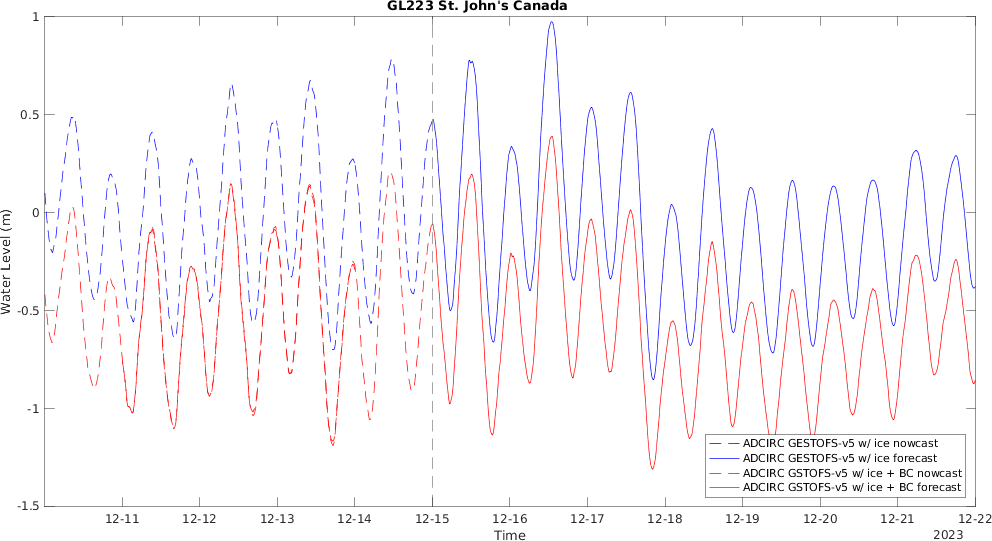 GL223 St. John's Canada
Water Level (m)
1
0.5
0
-0.5
-1
-1.5
ADCIRC GESTOFS-v5 w/ ice nowcast
ADCIRC GESTOFS-v5 w/ ice forecast
ADCIRC GSTOFS-v5 w/ ice + BC nowcast
ADCIRC GSTOFS-v5 w/ ice + BC forecast
12-11 12-12 12-13 12-14 12-15 12-16 12-17 12-18 12-19 12-20 12-21 12-22
Time
2023